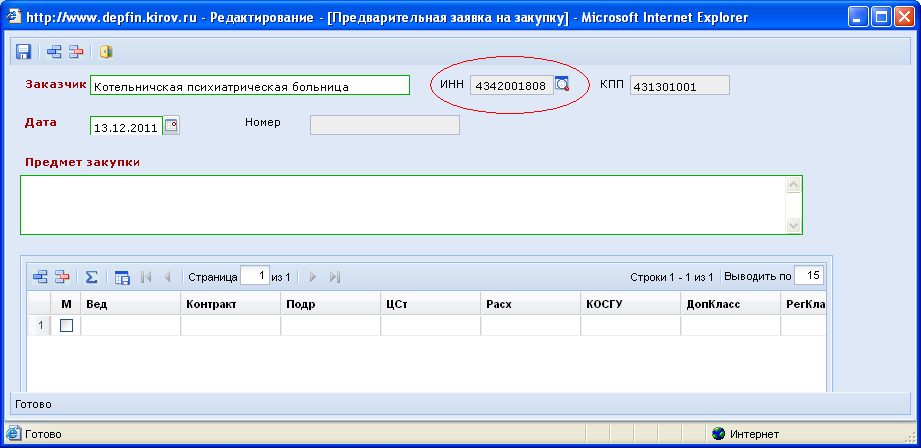 http://www.depfin.kirov.ru - Редактирование - [Предварительная заявка на закупку] - Microsoft Internet Explorer
Заказчик Котельничская психиатрическая больница ИНН 4342001808 КПП 431301001
Дата 13.12.2011 Номер
Предмет закупки
Страница 1 из 1 Строки 1 - 1 из 1 Выводить по 15
М Вед Контракт Подр ЦСт Расх КОСГУ ДопКласс РегКла
1
Готово
Готово Интернет